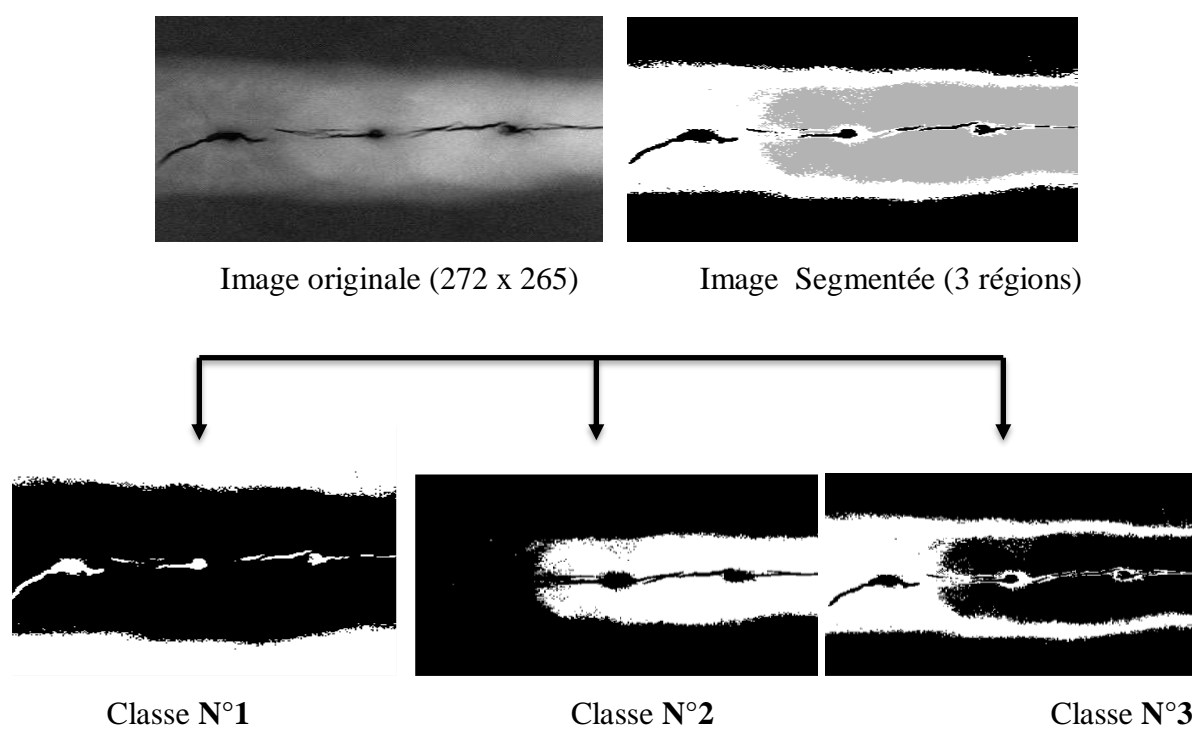 Image originale (272 x 265)
Image Segmentée (3 régions)
Classe N°1
Classe N°2
Classe N°3